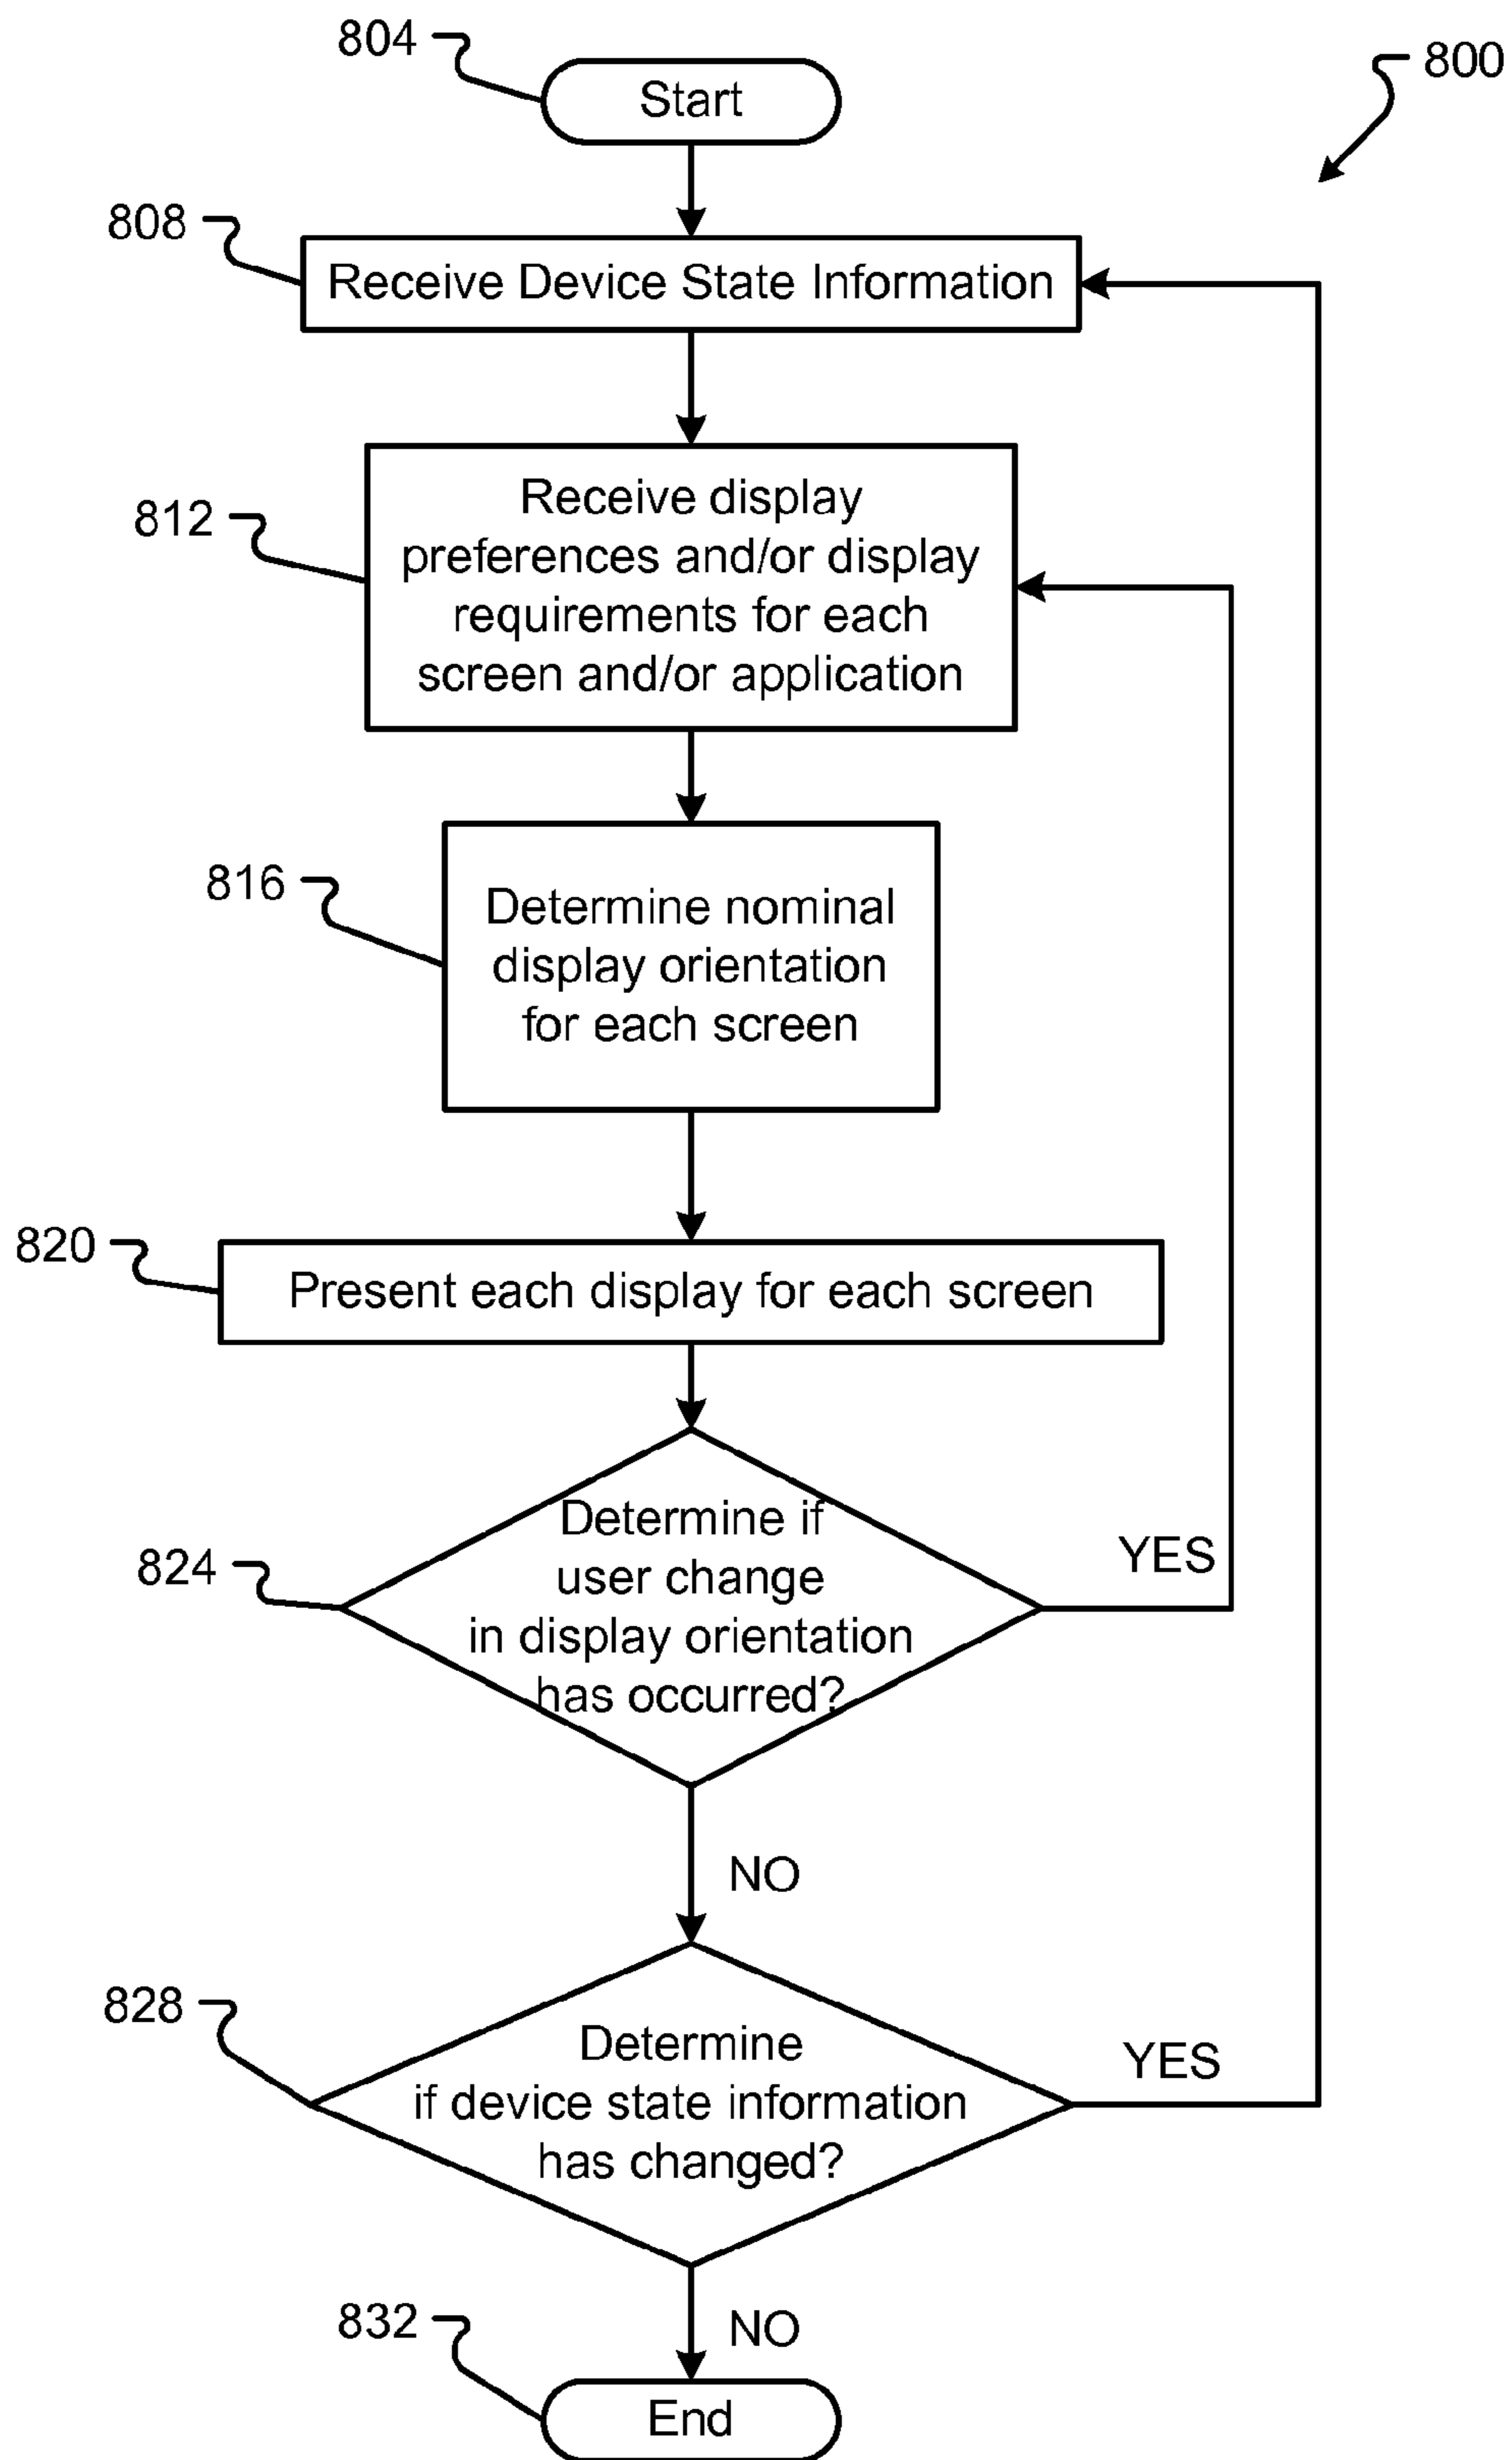 804
Start
800
808
Receive Device State Information
812
Receive display
preferences and/or display
requirements for each
screen and/or application
816
Determine nominal
display orientation
for each screen
820
Present each display for each screen
824
Determine if
user change
in display orientation
has occurred?
YES
NO
828
Determine
if device state information
has changed?
YES
NO
832
End